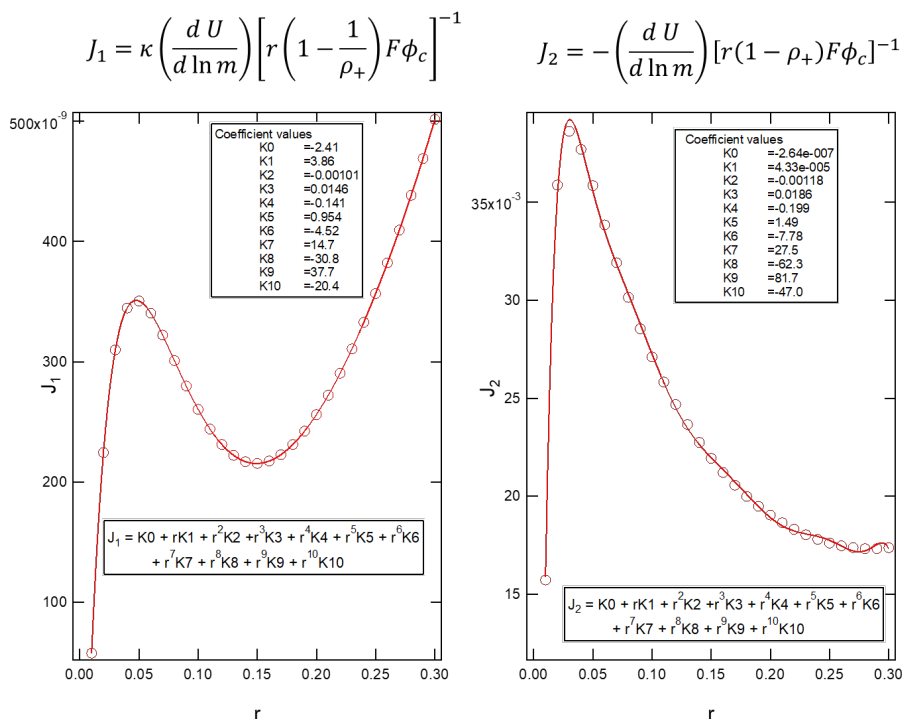 J₁ = κ (d U / d ln m) [r (1 − 1/ρ₊) Fϕ_c]⁻¹
J₂ = − (d U / d ln m) [r(1 − ρ₊)Fϕ_c]⁻¹
500x10⁻⁹
400
300
200
100
J₁
Coefficient values
K0 =-2.41
K1 =3.86
K2 =-0.00101
K3 =0.0146
K4 =-0.141
K5 =0.954
K6 =-4.52
K7 =14.7
K8 =-30.8
K9 =37.7
K10 =-20.4
J₁ = K0 + rK1 + r²K2 +r³K3 + r⁴K4 + r⁵K5 + r⁶K6
+ r⁷K7 + r⁸K8 + r⁹K9 + r¹⁰K10
0.00 0.05 0.10 0.15 0.20 0.25 0.30
r
35x10⁻³
30
25
20
15
J₂
Coefficient values
K0 =-2.64e-007
K1 =4.33e-005
K2 =-0.00118
K3 =0.0186
K4 =-0.199
K5 =1.49
K6 =-7.78
K7 =27.5
K8 =-62.3
K9 =81.7
K10 =-47.0
J₂ = K0 + rK1 + r²K2 +r³K3 + r⁴K4 + r⁵K5 + r⁶K6
+ r⁷K7 + r⁸K8 + r⁹K9 + r¹⁰K10
0.00 0.05 0.10 0.15 0.20 0.25 0.30
r